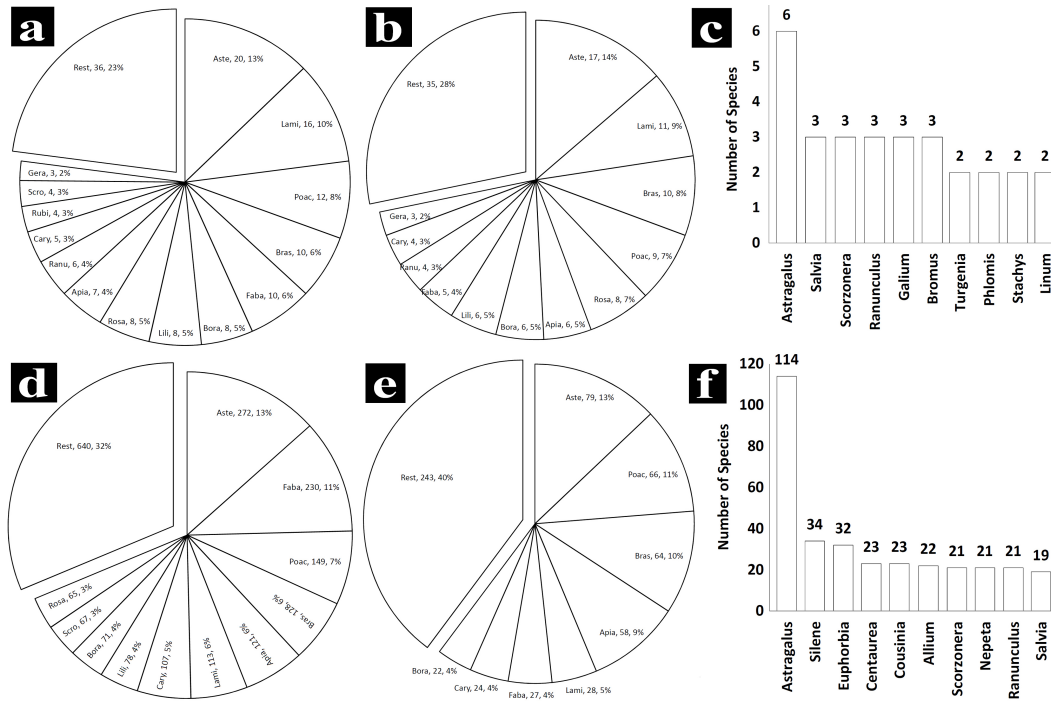 a
Aste, 20, 13%
Lami, 16, 10%
Poac, 12, 8%
Bras, 10, 6%
Faba, 10, 6%
Bora, 8, 5%
Lili, 8, 5%
Rosa, 8, 5%
Apia, 7, 4%
Ranu, 6, 4%
Cary, 5, 3%
Rubi, 4, 3%
Scro, 4, 3%
Gera, 3, 2%
Rest, 36, 23%
b
Aste, 17, 14%
Lami, 11, 9%
Bras, 10, 8%
Poac, 9, 7%
Rosa, 8, 7%
Apia, 6, 5%
Bora, 6, 5%
Lili, 6, 5%
Faba, 5, 4%
Ranu, 4, 3%
Cary, 4, 3%
Gera, 3, 2%
Rest, 35, 28%
c
Number of Species
6
5
4
3
2
1
0
6
3
3
3
3
3
2
2
2
2
Astragalus
Salvia
Scorzonera
Ranunculus
Galium
Bromus
Turgenia
Phlomis
Stachys
Linum
d
Aste, 272, 13%
Faba, 230, 11%
Poac, 149, 7%
Bras, 128, 6%
Apia, 121, 6%
Lami, 113, 6%
Cary, 107, 5%
Lili, 78, 4%
Bora, 71, 4%
Scro, 67, 3%
Rosa, 65, 3%
Rest, 640, 32%
e
Aste, 79, 13%
Poac, 66, 11%
Bras, 64, 10%
Apia, 58, 9%
Lami, 28, 5%
Faba, 27, 4%
Cary, 24, 4%
Bora, 22, 4%
Rest, 243, 40%
f
Number of Species
120
100
80
60
40
20
0
114
34
32
23
23
22
21
21
21
19
Astragalus
Silene
Euphorbia
Centaurea
Cousinia
Allium
Scorzonera
Nepeta
Ranunculus
Salvia